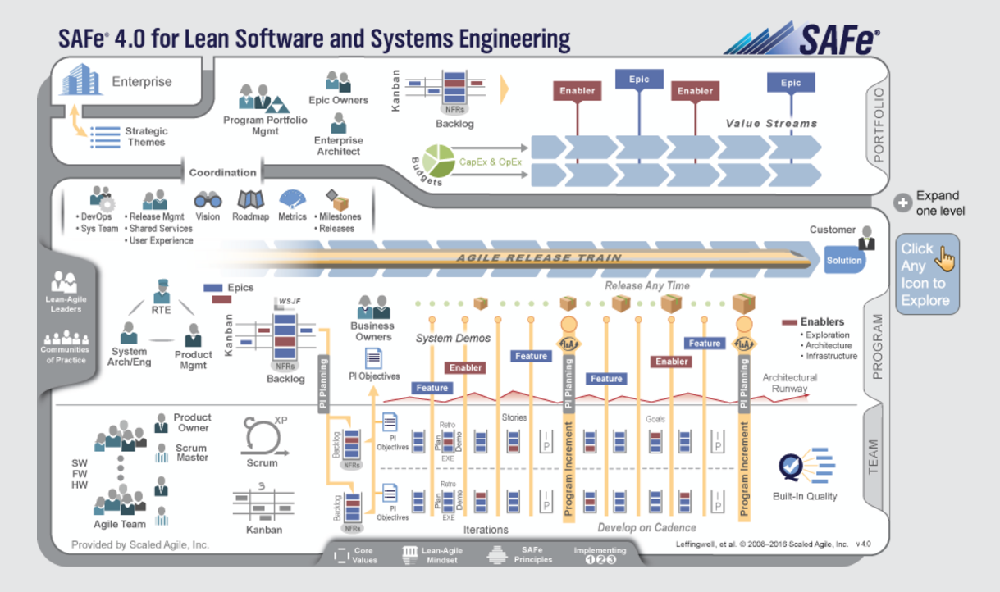 SAFe® 4.0 for Lean Software and Systems Engineering
SAFe®
Enterprise
Strategic
Themes
Program Portfolio
Mgmt
Epic Owners
Enterprise
Architect
Kanban
NFRs
Backlog
Budgets
CapEx & OpEx
Enabler
Epic
Enabler
Epic
Value Streams
PORTFOLIO
Coordination
• DevOps
• Sys Team
• Release Mgmt
• Shared Services
• User Experience
Vision
Roadmap
Metrics
• Milestones
• Releases
Expand
one level
Click
Any
Icon to
Explore
Customer
Solution
AGILE RELEASE TRAIN
Release Any Time
Lean-Agile
Leaders
Communities
of Practice
RTE
System
Arch/Eng
Product
Mgmt
Epics
Kanban
WSJF
NFRs
Backlog
PI Planning
Business
Owners
PI Objectives
System Demos
Feature
Enabler
Feature
I&A
PI Planning
Feature
Enabler
Feature
I&A
PI Planning
Enablers
• Exploration
• Architecture
• Infrastructure
Architectural
Runway
PROGRAM
Product
Owner
Scrum
Master
SW
FW
HW
Agile Team
XP
Scrum
3
Kanban
Backlog
NFRs
PI
Objectives
Retro
Plan
Demo
EXE
Stories
I
P
Program Increment
Goals
I
P
Program Increment
Backlog
NFRs
PI
Objectives
Retro
Plan
Demo
EXE
I
P
I
P
Iterations
Develop on Cadence
Built-In Quality
TEAM
Provided by Scaled Agile, Inc.
Leffingwell, et al. © 2008–2016 Scaled Agile, Inc. v 4.0
Core
Values
Lean-Agile
Mindset
SAFe
Principles
Implementing
1 2 3